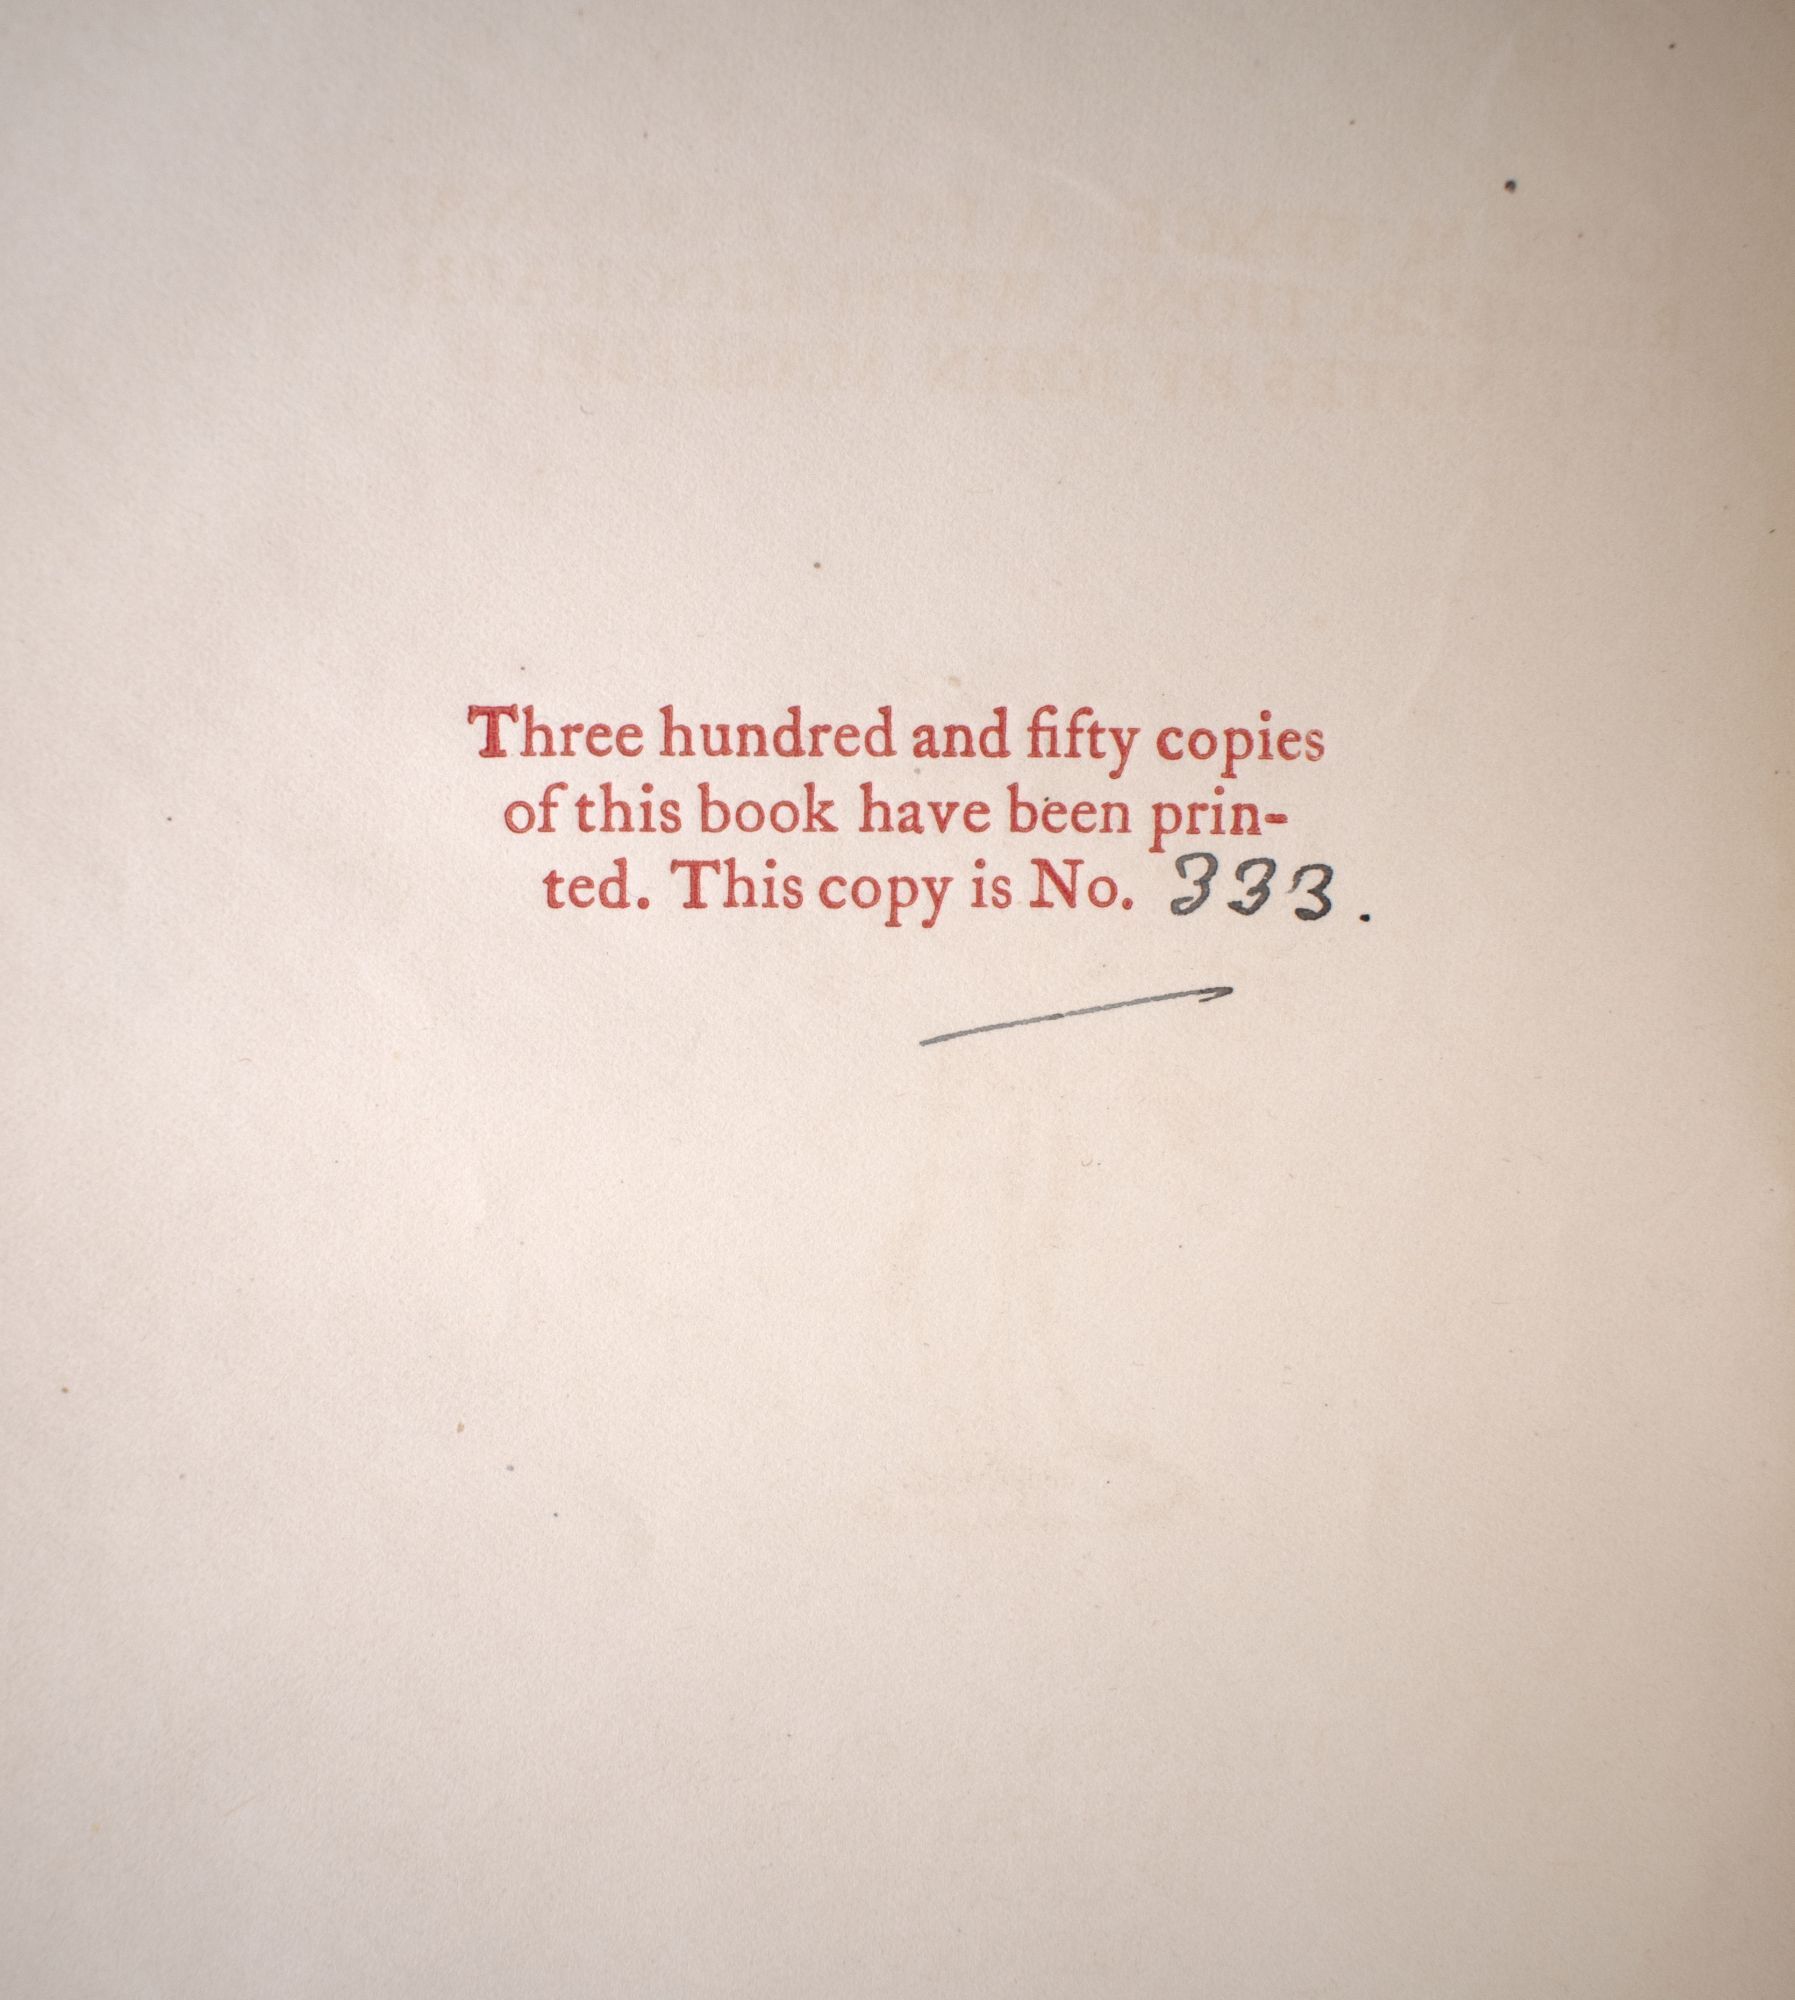 Three hundred and fifty copies
of this book have been prin-
ted. This copy is No. 333.